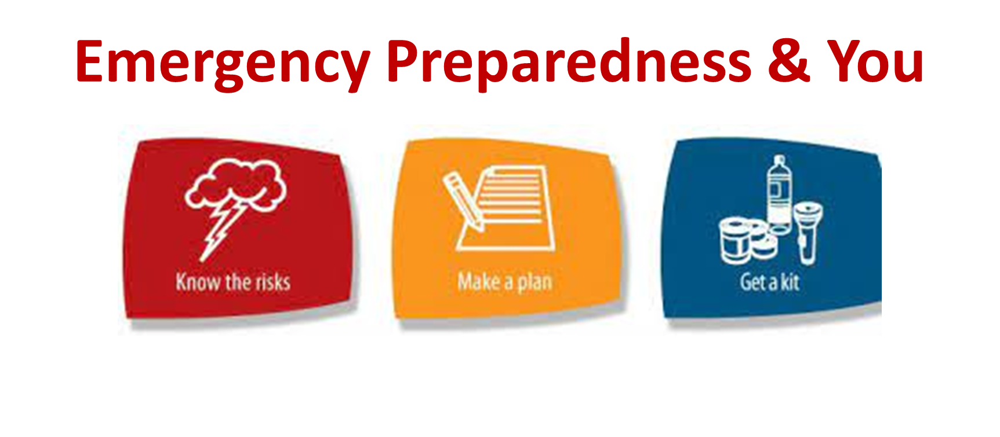 Emergency Preparedness & You
Know the risks
Make a plan
Get a kit